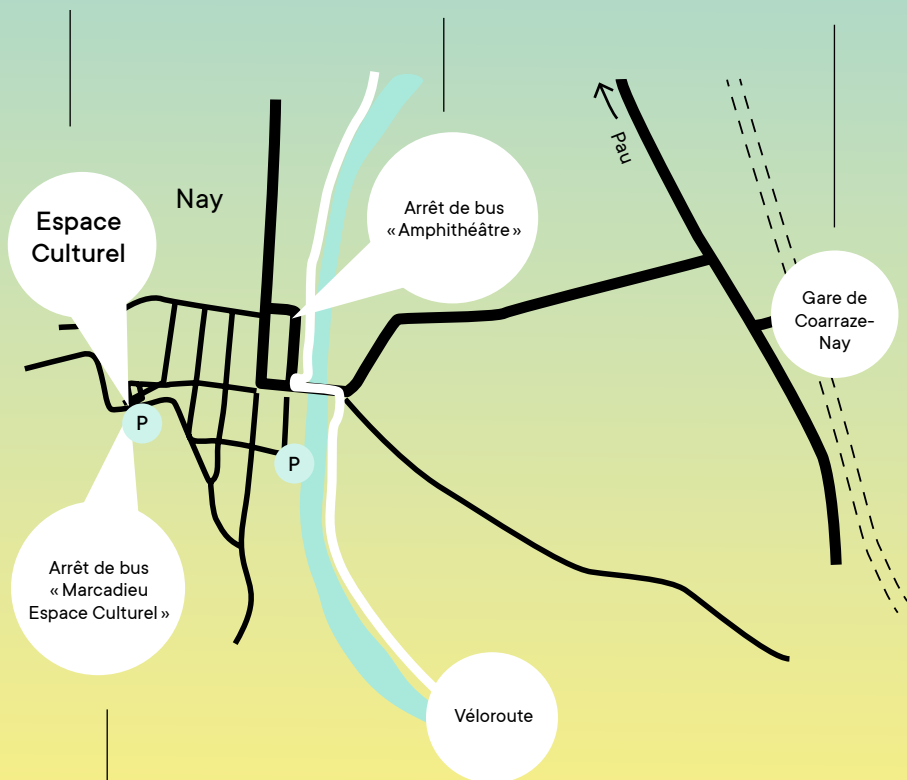 Pau
Nay
Espace
Culturel
Arrêt de bus
« Amphithéâtre »
Gare de
Coarraze-
Nay
P
P
Arrêt de bus
« Marcadieu
Espace Culturel »
Véloroute